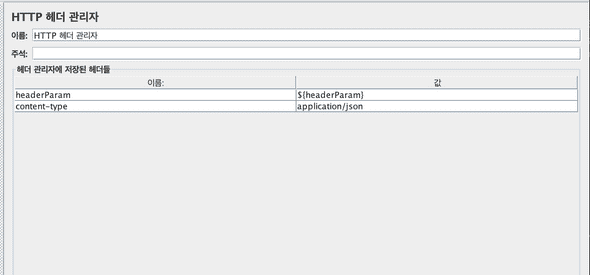 HTTP 헤더 관리자
이름: HTTP 헤더 관리자
주석:
헤더 관리자에 저장된 헤더들
이름: 값
headerParam ${headerParam}
content-type application/json